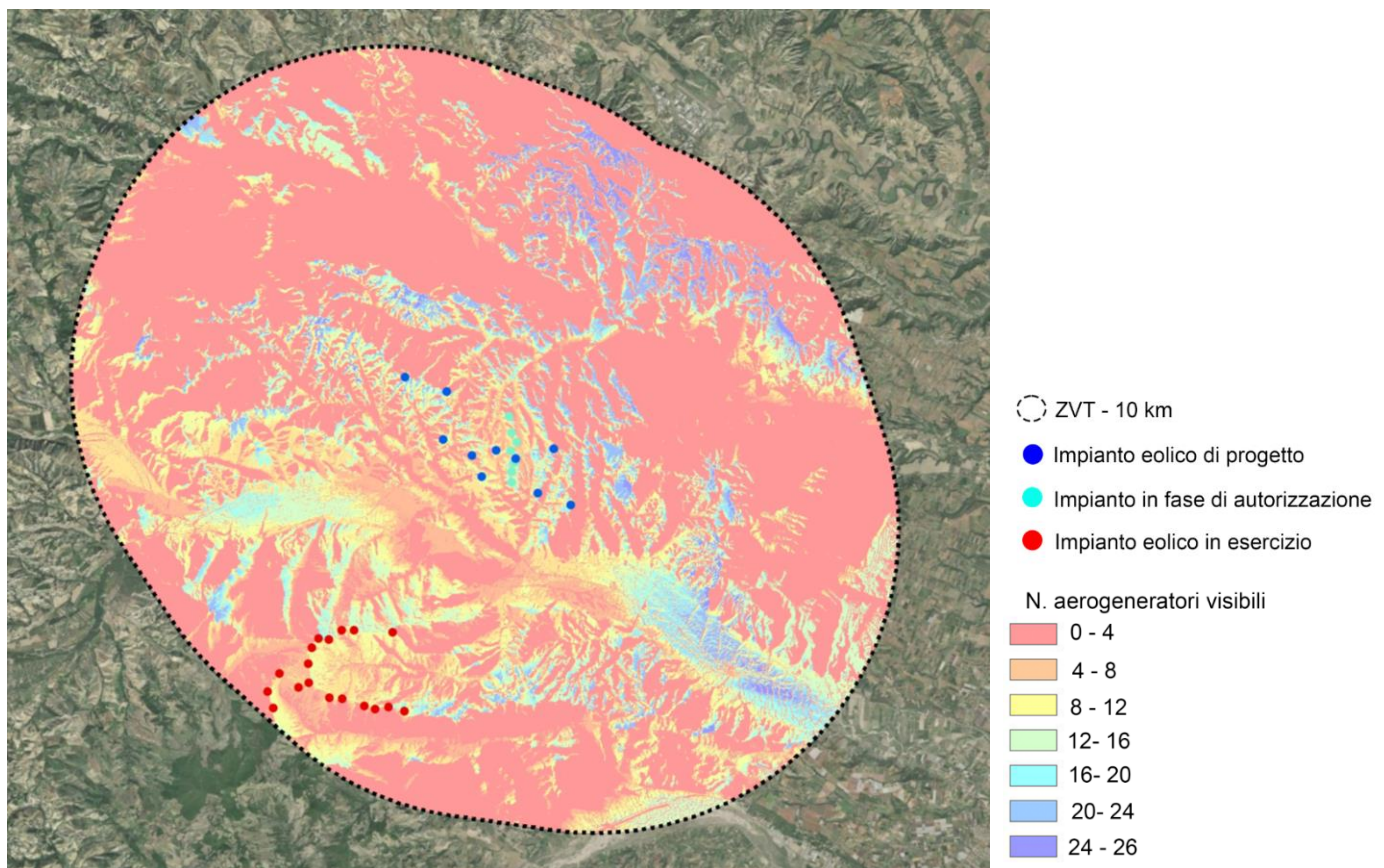 ZVT - 10 km
Impianto eolico di progetto
Impianto in fase di autorizzazione
Impianto eolico in esercizio
N. aerogeneratori visibili
0 - 4
4 - 8
8 - 12
12- 16
16- 20
20- 24
24 - 26